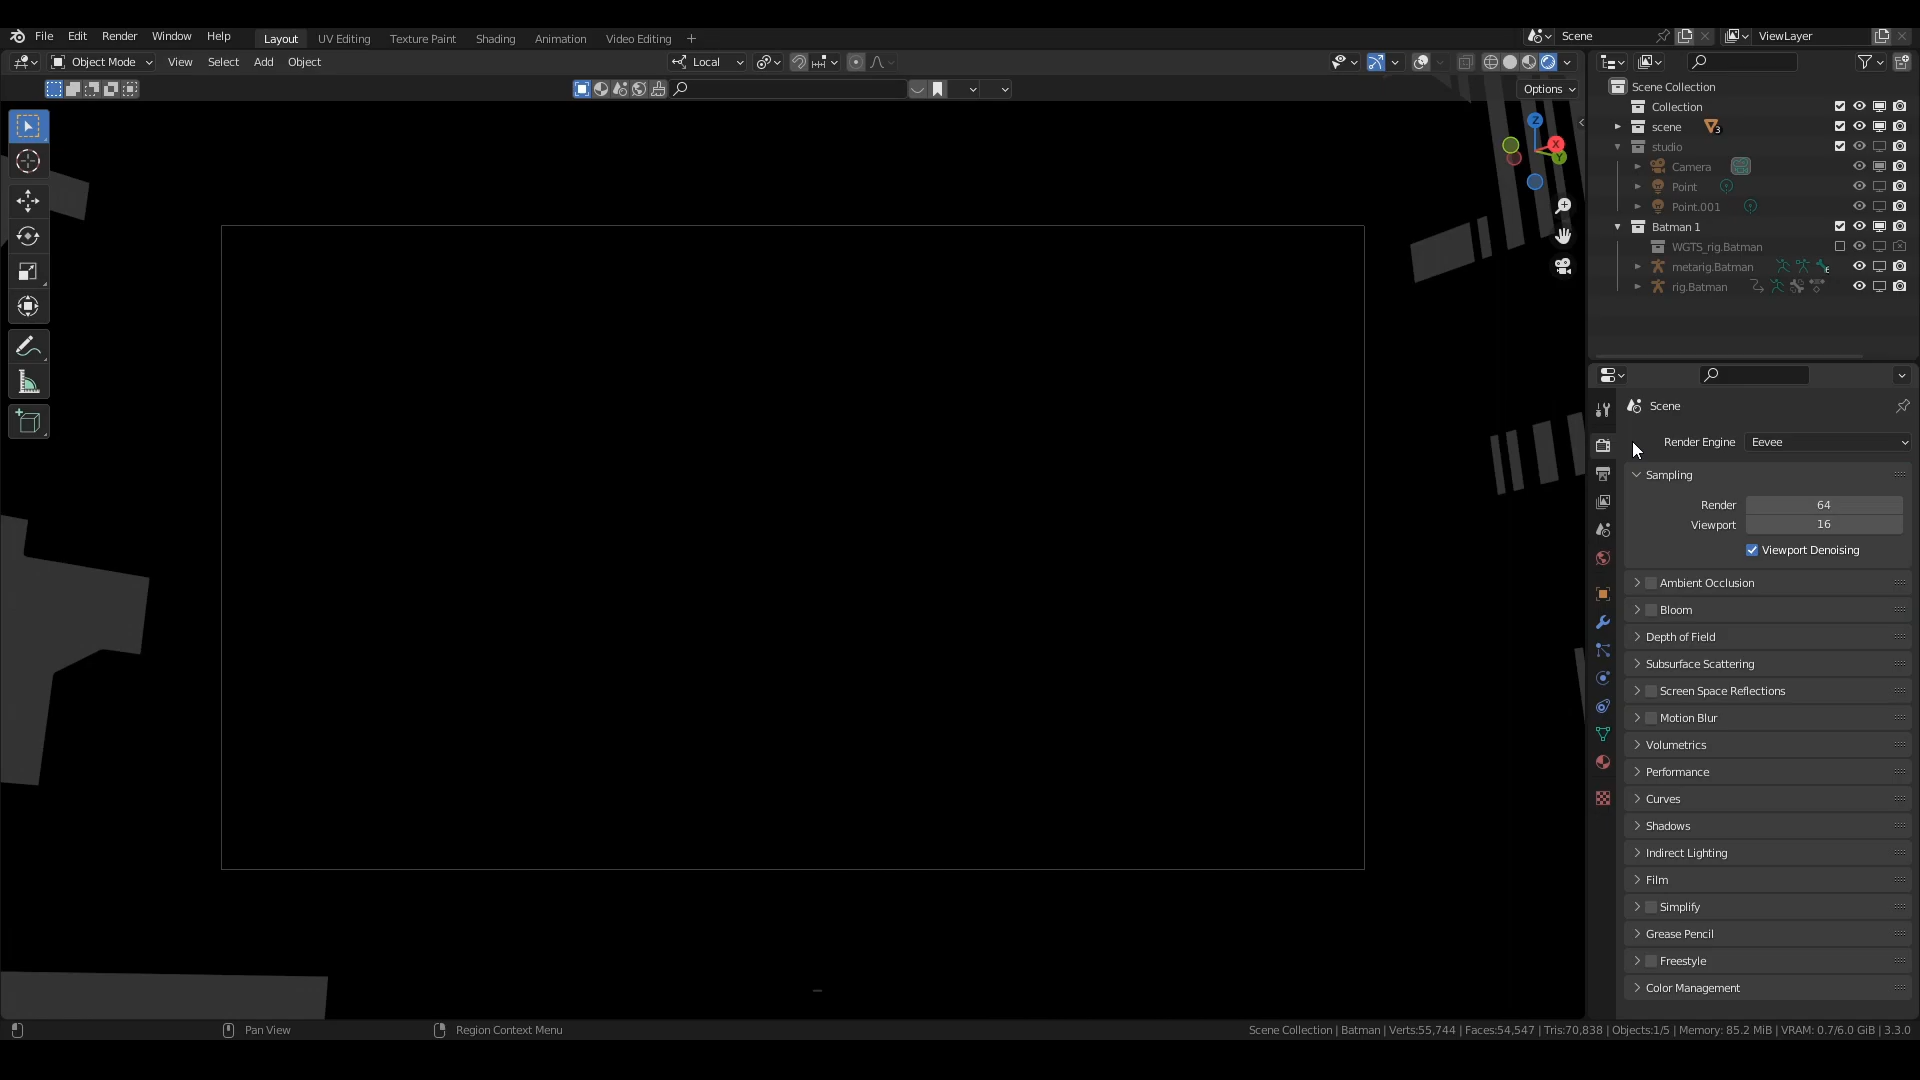 File Edit Render Window Help Layout UV Editing Texture Paint Shading Animation Video Editing + Scene ViewLayer
Object Mode View Select Add Object Local
Options
Z
X
Y
Scene Collection
Collection
scene 3
studio
Camera
Point
Point.001
Batman 1
WGTS_rig.Batman
metarig.Batman 6
rig.Batman
Scene
Render Engine Eevee
Sampling
Render 64
Viewport 16
Viewport Denoising
Ambient Occlusion
Bloom
Depth of Field
Subsurface Scattering
Screen Space Reflections
Motion Blur
Volumetrics
Performance
Curves
Shadows
Indirect Lighting
Film
Simplify
Grease Pencil
Freestyle
Color Management
Pan View Region Context Menu Scene Collection | Batman | Verts:55,744 | Faces:54,547 | Tris:70,838 | Objects:1/5 | Memory: 85.2 MiB | VRAM: 0.7/6.0 GiB | 3.3.0